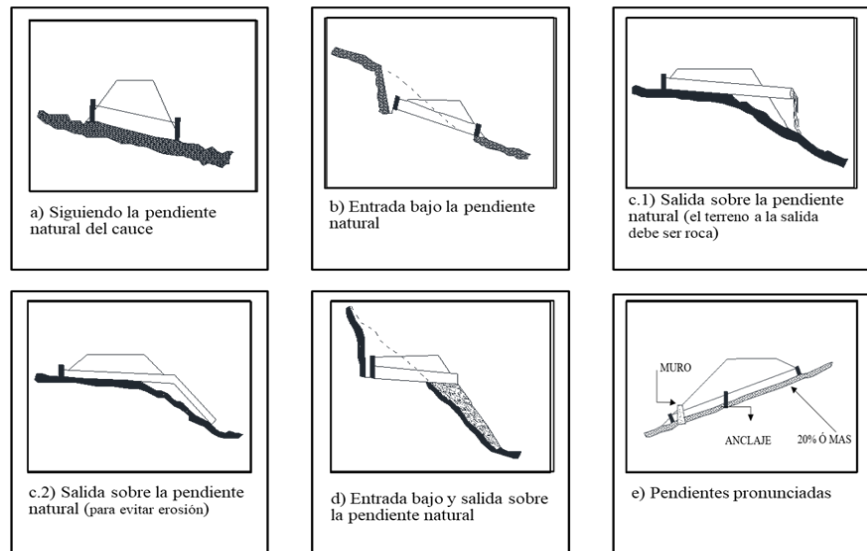 a) Siguiendo la pendiente
natural del cauce
b) Entrada bajo la pendiente
natural
c.1) Salida sobre la pendiente
natural (el terreno a la salida
debe ser roca)
c.2) Salida sobre la pendiente
natural (para evitar erosión)
d) Entrada bajo y salida sobre
la pendiente natural
MURO
ANCLAJE
20% Ó MAS
e) Pendientes pronunciadas